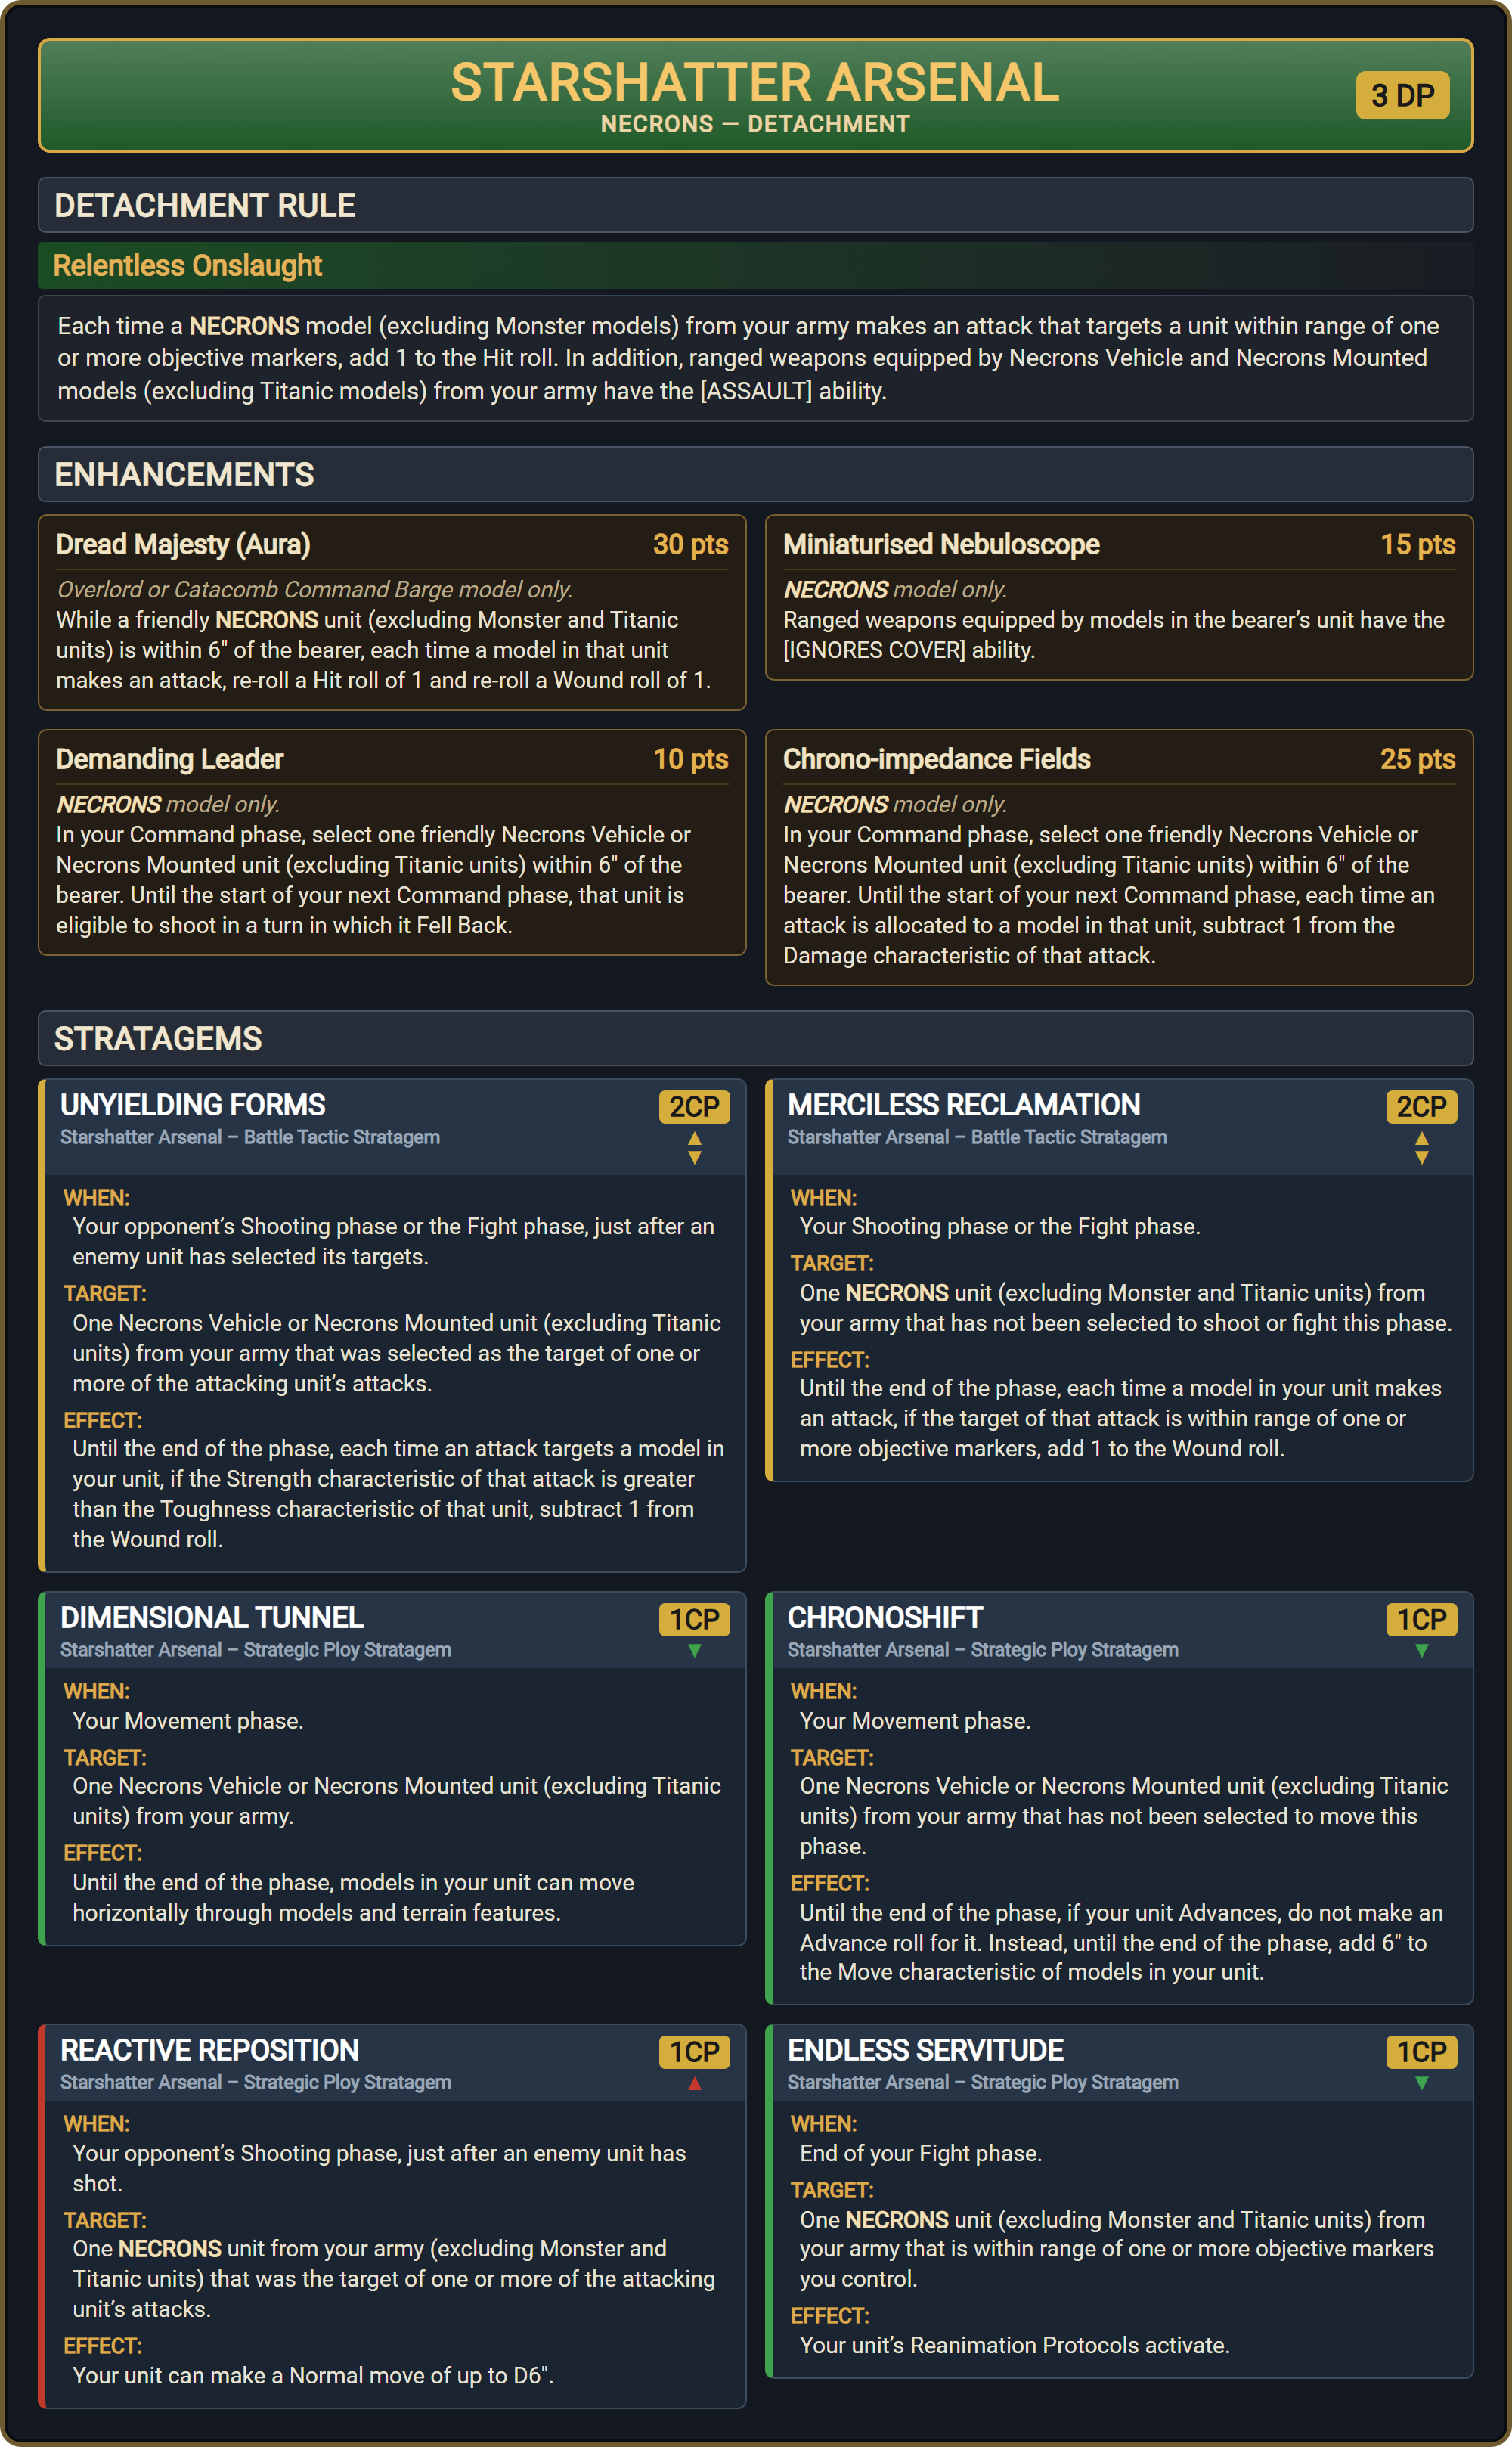 STARSHATTER ARSENAL
NECRONS — DETACHMENT
3 DP
DETACHMENT RULE
Relentless Onslaught
Each time a NECRONS model (excluding Monster models) from your army makes an attack that targets a unit within range of one
or more objective markers, add 1 to the Hit roll. In addition, ranged weapons equipped by Necrons Vehicle and Necrons Mounted
models (excluding Titanic models) from your army have the [ASSAULT] ability.
ENHANCEMENTS
Dread Majesty (Aura) 30 pts
Overlord or Catacomb Command Barge model only.
While a friendly NECRONS unit (excluding Monster and Titanic
units) is within 6" of the bearer, each time a model in that unit
makes an attack, re-roll a Hit roll of 1 and re-roll a Wound roll of 1.
Miniaturised Nebuloscope 15 pts
NECRONS model only.
Ranged weapons equipped by models in the bearer’s unit have the
[IGNORES COVER] ability.
Demanding Leader 10 pts
NECRONS model only.
In your Command phase, select one friendly Necrons Vehicle or
Necrons Mounted unit (excluding Titanic units) within 6" of the
bearer. Until the start of your next Command phase, that unit is
eligible to shoot in a turn in which it Fell Back.
Chrono-impedance Fields 25 pts
NECRONS model only.
In your Command phase, select one friendly Necrons Vehicle or
Necrons Mounted unit (excluding Titanic units) within 6" of the
bearer. Until the start of your next Command phase, each time an
attack is allocated to a model in that unit, subtract 1 from the
Damage characteristic of that attack.
STRATAGEMS
UNYIELDING FORMS 2CP
Starshatter Arsenal – Battle Tactic Stratagem
WHEN:
Your opponent’s Shooting phase or the Fight phase, just after an
enemy unit has selected its targets.
TARGET:
One Necrons Vehicle or Necrons Mounted unit (excluding Titanic
units) from your army that was selected as the target of one or
more of the attacking unit’s attacks.
EFFECT:
Until the end of the phase, each time an attack targets a model in
your unit, if the Strength characteristic of that attack is greater
than the Toughness characteristic of that unit, subtract 1 from
the Wound roll.
MERCILESS RECLAMATION 2CP
Starshatter Arsenal – Battle Tactic Stratagem
WHEN:
Your Shooting phase or the Fight phase.
TARGET:
One NECRONS unit (excluding Monster and Titanic units) from
your army that has not been selected to shoot or fight this phase.
EFFECT:
Until the end of the phase, each time a model in your unit makes
an attack, if the target of that attack is within range of one or
more objective markers, add 1 to the Wound roll.
DIMENSIONAL TUNNEL 1CP
Starshatter Arsenal – Strategic Ploy Stratagem
WHEN:
Your Movement phase.
TARGET:
One Necrons Vehicle or Necrons Mounted unit (excluding Titanic
units) from your army.
EFFECT:
Until the end of the phase, models in your unit can move
horizontally through models and terrain features.
CHRONOSHIFT 1CP
Starshatter Arsenal – Strategic Ploy Stratagem
WHEN:
Your Movement phase.
TARGET:
One Necrons Vehicle or Necrons Mounted unit (excluding Titanic
units) from your army that has not been selected to move this
phase.
EFFECT:
Until the end of the phase, if your unit Advances, do not make an
Advance roll for it. Instead, until the end of the phase, add 6" to
the Move characteristic of models in your unit.
REACTIVE REPOSITION 1CP
Starshatter Arsenal – Strategic Ploy Stratagem
WHEN:
Your opponent’s Shooting phase, just after an enemy unit has
shot.
TARGET:
One NECRONS unit from your army (excluding Monster and
Titanic units) that was the target of one or more of the attacking
unit’s attacks.
EFFECT:
Your unit can make a Normal move of up to D6".
ENDLESS SERVITUDE 1CP
Starshatter Arsenal – Strategic Ploy Stratagem
WHEN:
End of your Fight phase.
TARGET:
One NECRONS unit (excluding Monster and Titanic units) from
your army that is within range of one or more objective markers
you control.
EFFECT:
Your unit’s Reanimation Protocols activate.